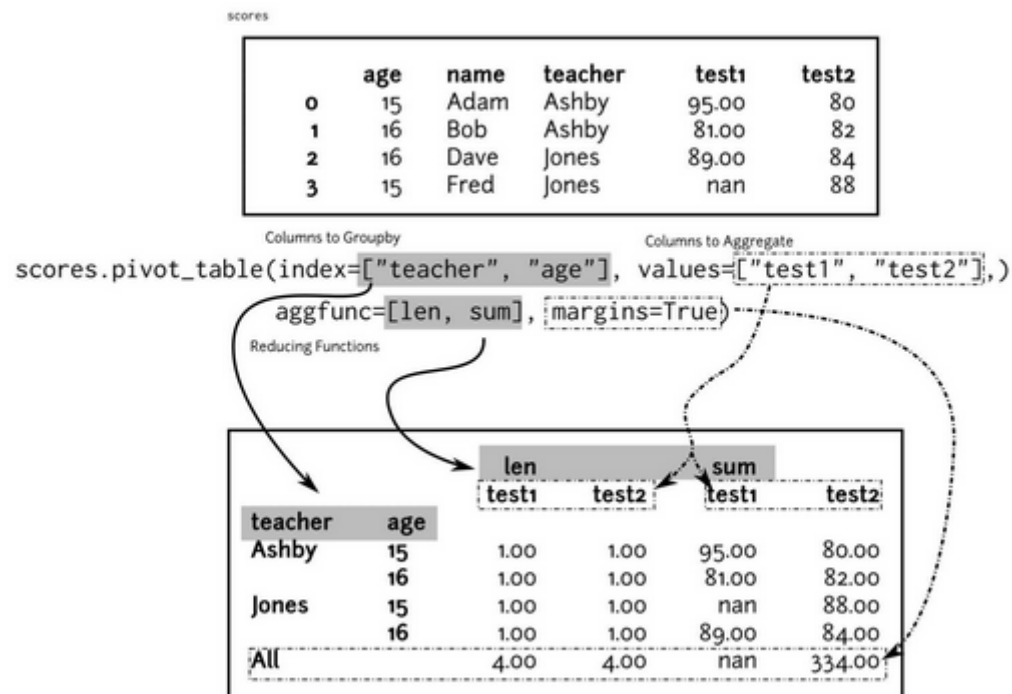 scores
age name teacher test1 test2
0 15 Adam Ashby 95.00 80
1 16 Bob Ashby 81.00 82
2 16 Dave Jones 89.00 84
3 15 Fred Jones nan 88
Columns to Groupby Columns to Aggregate
scores.pivot_table(index=["teacher", "age"], values=["test1", "test2"],)
aggfunc=[len, sum], margins=True)
Reducing Functions
len sum
test1 test2 test1 test2
teacher age
Ashby 15 1.00 1.00 95.00 80.00
16 1.00 1.00 81.00 82.00
Jones 15 1.00 1.00 nan 88.00
16 1.00 1.00 89.00 84.00
All 4.00 4.00 nan 334.00